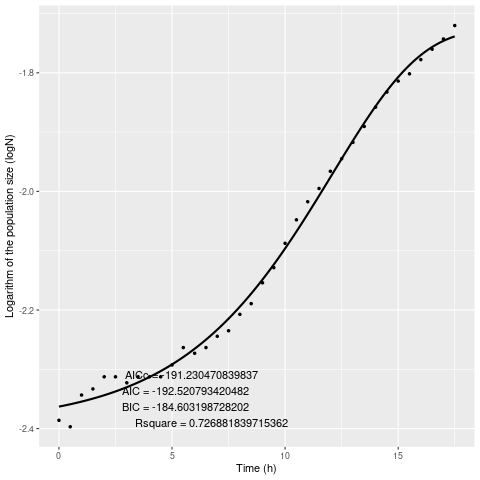 -1.8
-2.0
-2.2
-2.4
Logarithm of the population size (logN)
AICc = -191.230470839837
AIC = -192.520793420482
BIC = -184.603198728202
Rsquare = 0.726881839715362
0 5 10 15
Time (h)